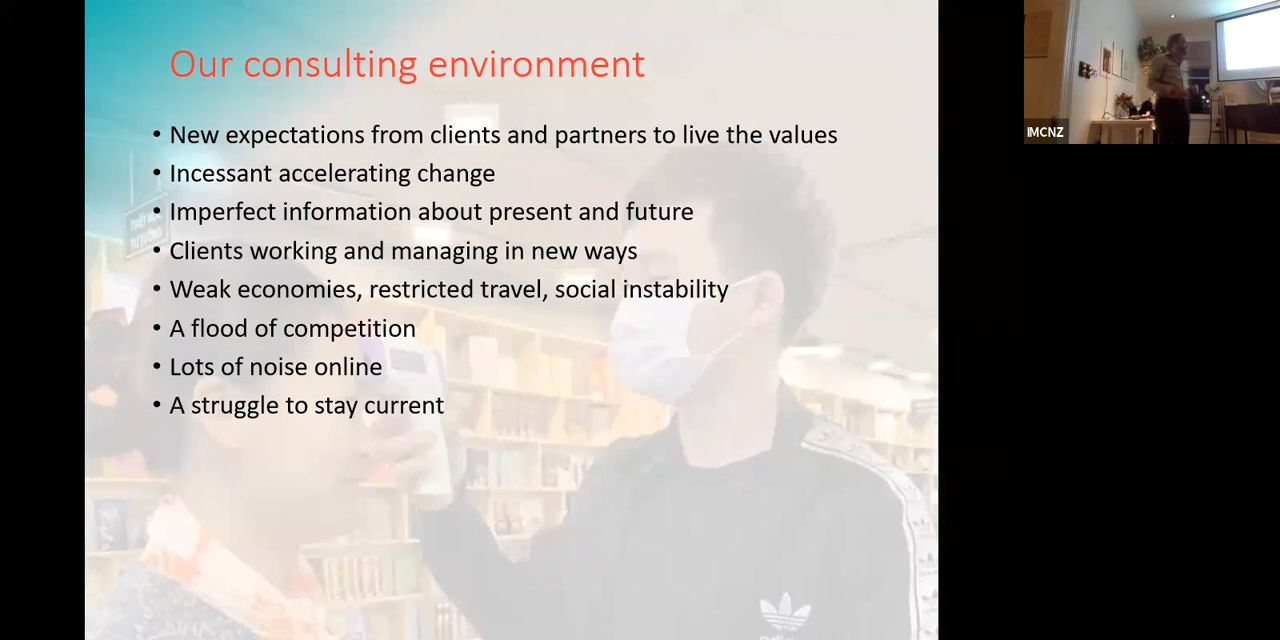 Our consulting environment
• New expectations from clients and partners to live the values
• Incessant accelerating change
• Imperfect information about present and future
• Clients working and managing in new ways
• Weak economies, restricted travel, social instability
• A flood of competition
• Lots of noise online
• A struggle to stay current
IMCNZ